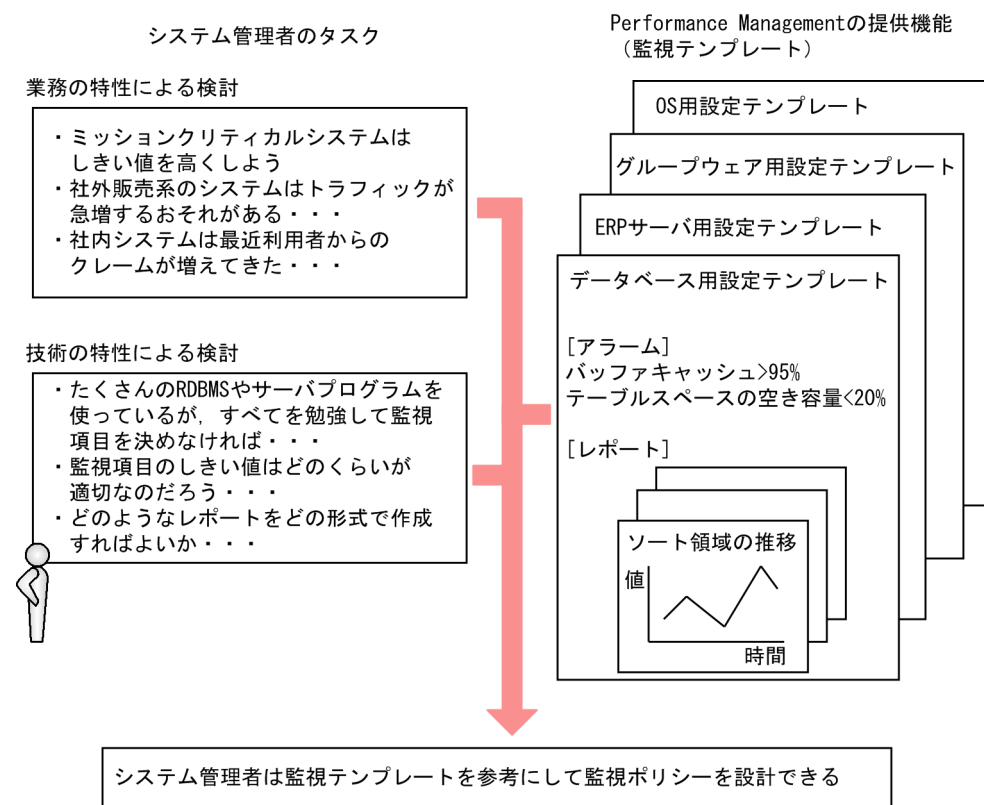 システム管理者のタスク
業務の特性による検討
・ミッションクリティカルシステムは
しきい値を高くしよう
・社外販売系のシステムはトラフィックが
急増するおそれがある・・・
・社内システムは最近利用者からの
クレームが増えてきた・・・
技術の特性による検討
・たくさんのRDBMSやサーバプログラムを
使っているが，すべてを勉強して監視
項目を決めなければ・・・
・監視項目のしきい値はどのくらいが
適切なのだろう・・・
・どのようなレポートをどの形式で作成
すればよいか・・・
Performance Managementの提供機能
（監視テンプレート）
OS用設定テンプレート
グループウェア用設定テンプレート
ERPサーバ用設定テンプレート
データベース用設定テンプレート
[アラーム]
バッファキャッシュ>95%
テーブルスペースの空き容量<20%
[レポート]
ソート領域の推移
値
時間
システム管理者は監視テンプレートを参考にして監視ポリシーを設計できる